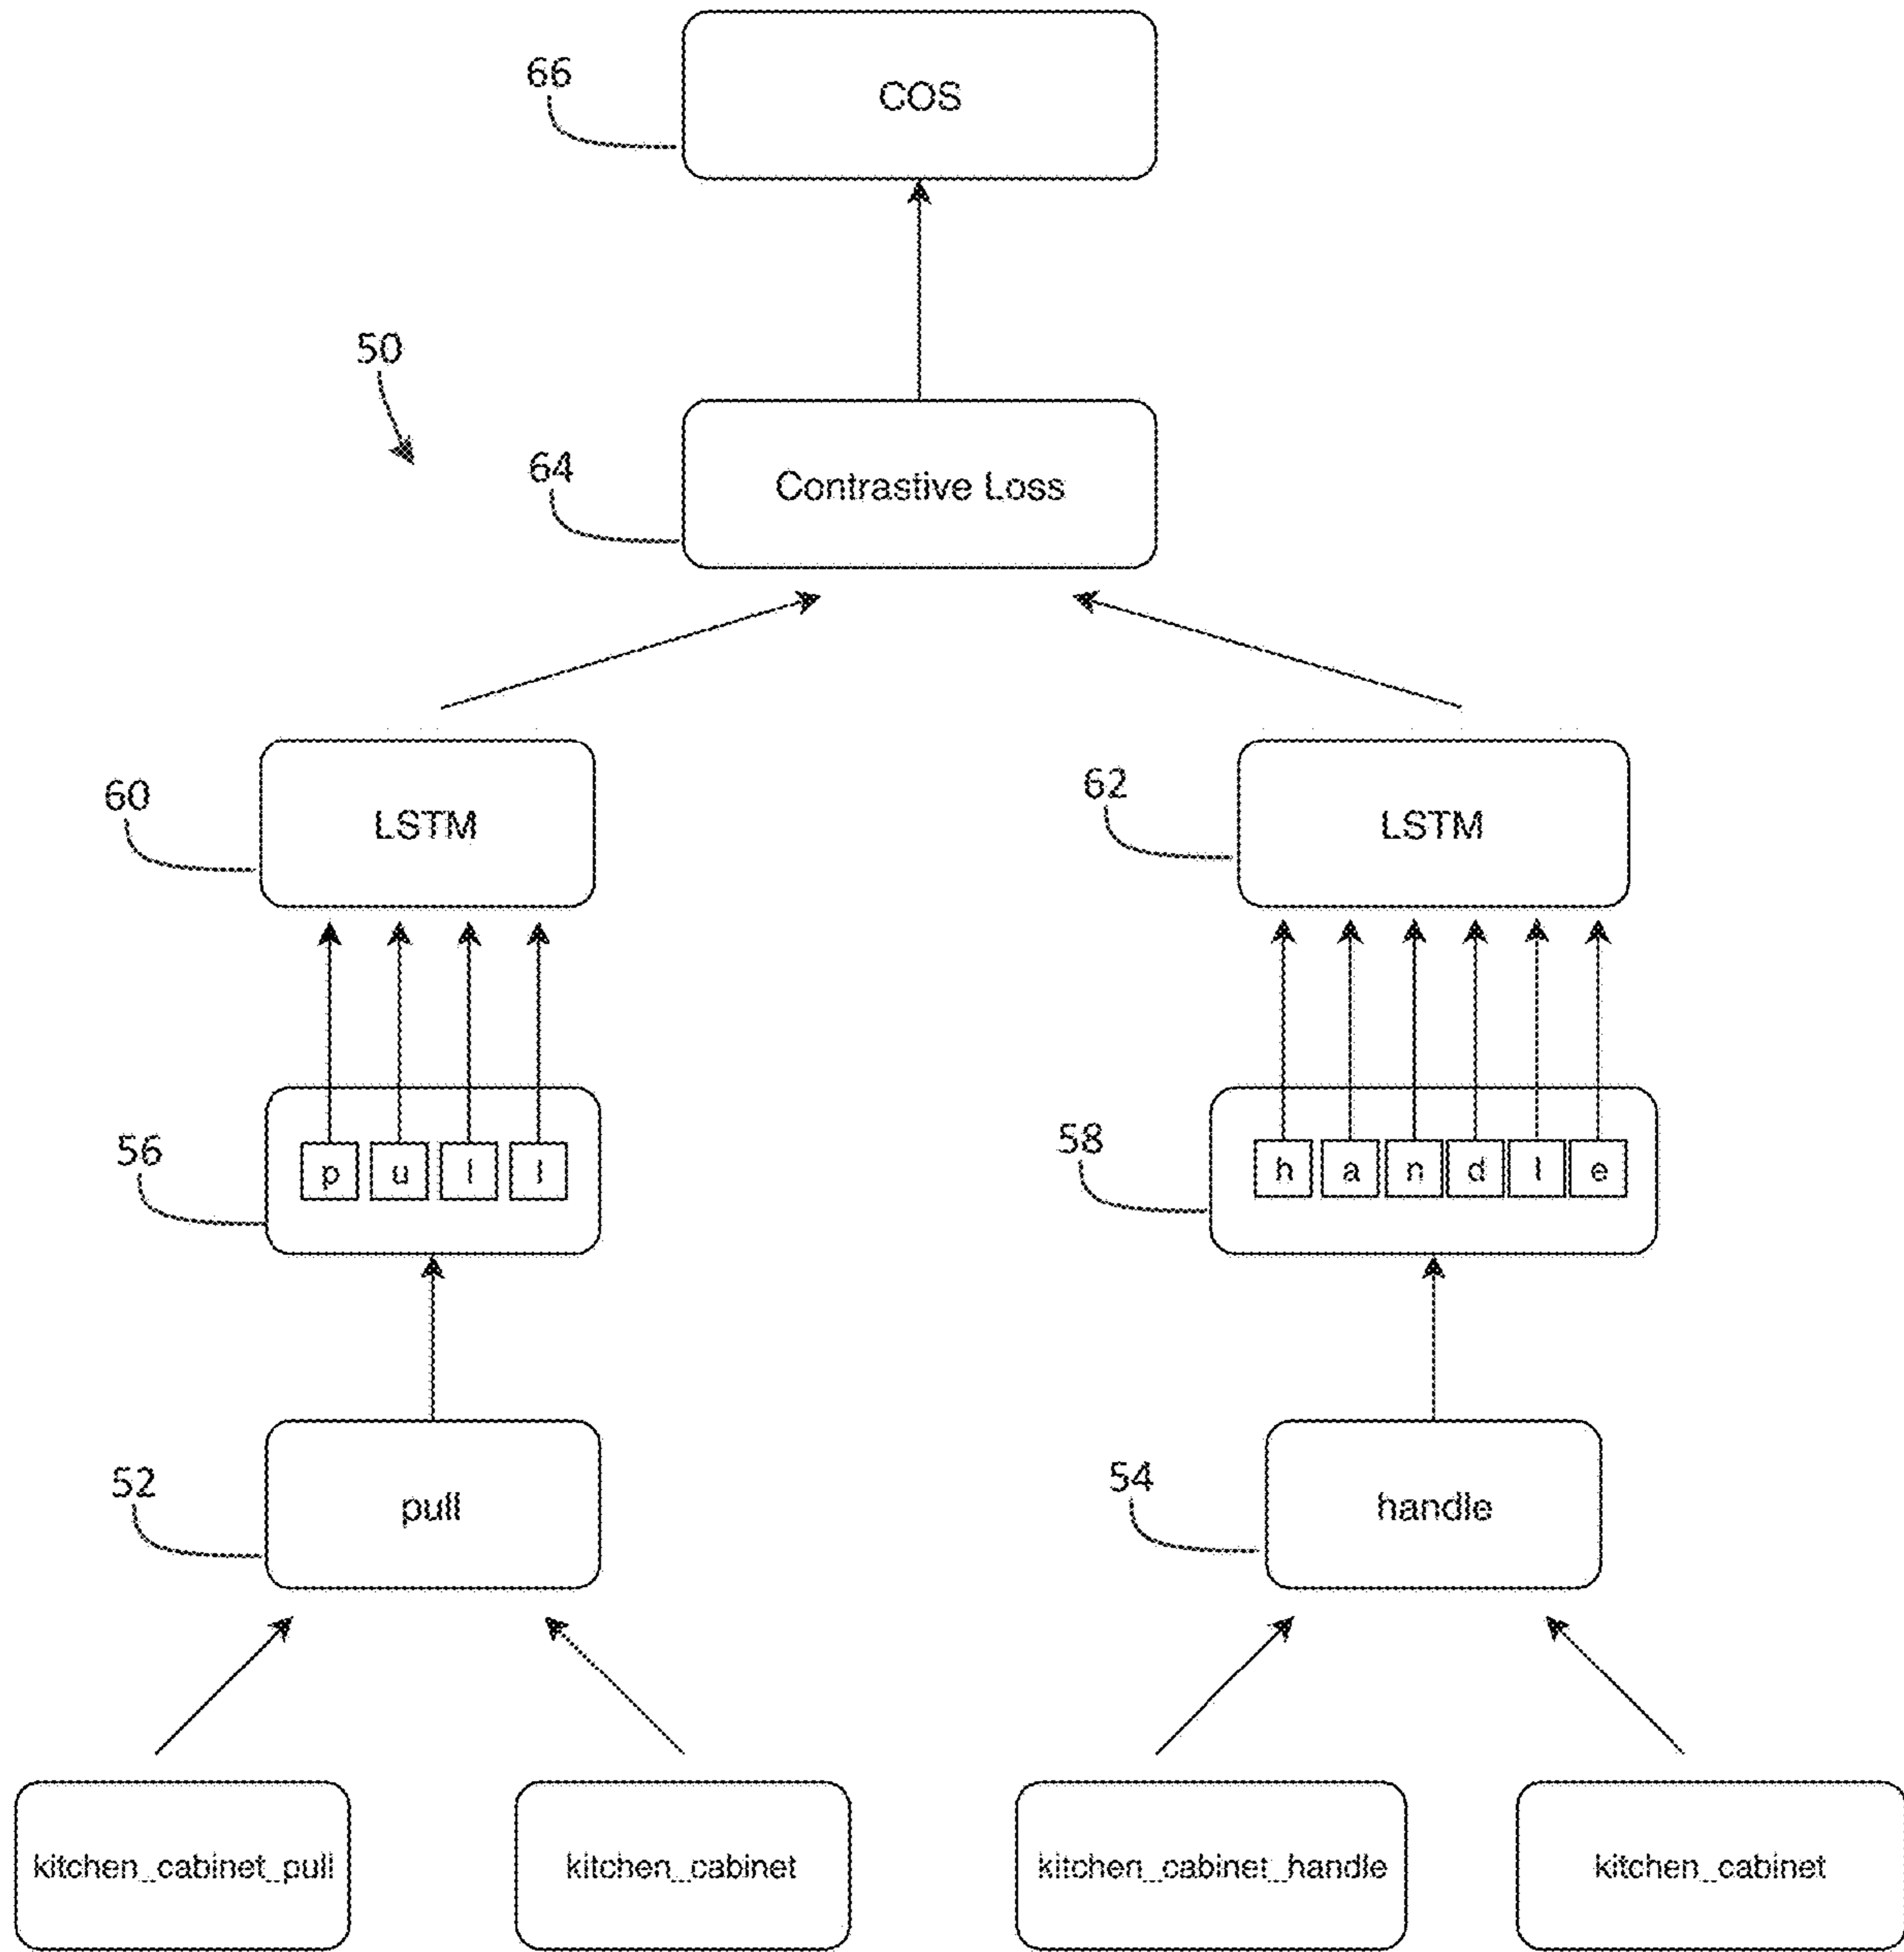 66
COS
50
64
Contrastive Loss
60
LSTM
62
LSTM
56
p u l l
58
h a n d l e
52
pull
54
handle
kitchen_cabinet_pull
kitchen_cabinet
kitchen_cabinet_handle
kitchen_cabinet